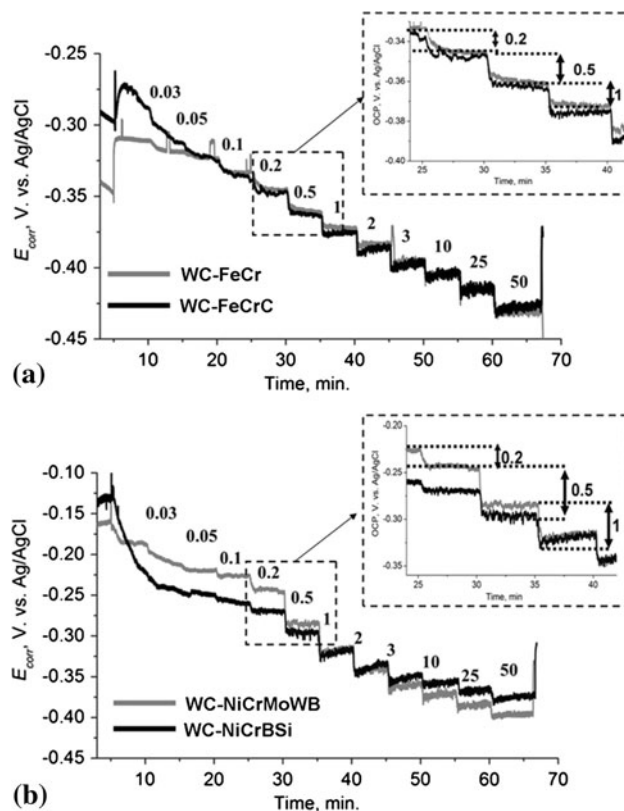 -0.25
-0.30
-0.35
-0.40
-0.45
E_corr, V. vs. Ag/AgCl
0.03
0.05
0.1
0.2
0.5
1
2
3
10
25
50
WC-FeCr
WC-FeCrC
10 20 30 40 50 60 70
Time, min.
(a)
-0.34
-0.36
-0.38
-0.40
OCP, V. vs. Ag/AgCl
0.2
0.5
1
25 30 35 40
Time, min
-0.10
-0.15
-0.20
-0.25
-0.30
-0.35
-0.40
-0.45
E_corr, V. vs. Ag/AgCl
0.03
0.05
0.1
0.2
0.5
1
2
3
10
25
50
WC-NiCrMoWB
WC-NiCrBSi
10 20 30 40 50 60 70
Time, min.
(b)
-0.20
-0.25
-0.30
-0.35
OCP, V. vs. Ag/AgCl
0.2
0.5
1
25 30 35 40
Time, min